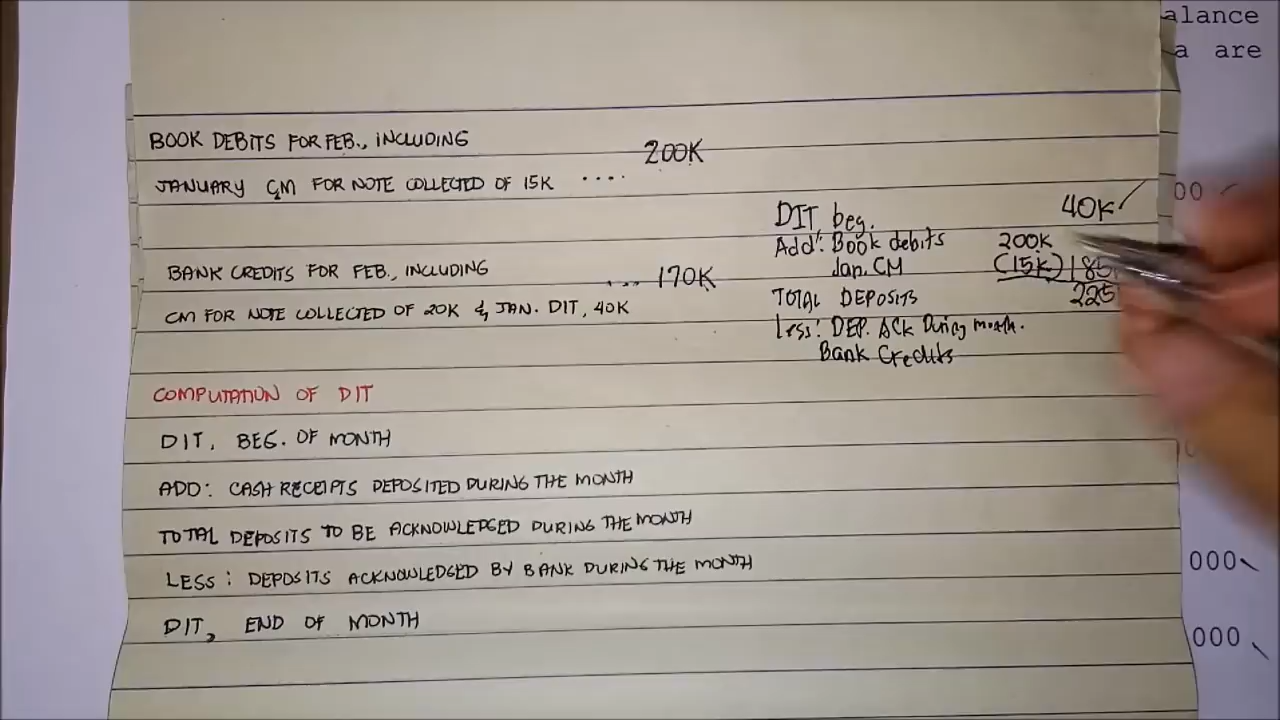 alance
a are
BOOK DEBITS FOR FEB., INCLUDING
200K
JANUARY CM FOR NOTE COLLECTED OF 15K ....
00
DIT, beg. 40K
Add: Book debits 200K
Jan. CM (15K) 185
BANK CREDITS FOR FEB., INCLUDING
... 170K
CM FOR NOTE COLLECTED OF 20K & JAN. DIT, 40K
TOTAL DEPOSITS 225
Less: DEP. ACK During month.
Bank Credits
COMPUTATION OF DIT
DIT, BEG. OF MONTH
ADD: CASH RECEIPTS DEPOSITED DURING THE MONTH
TOTAL DEPOSITS TO BE ACKNOWLEDGED DURING THE MONTH
LESS: DEPOSITS ACKNOWLEDGED BY BANK DURING THE MONTH
000
DIT, END OF MONTH
000